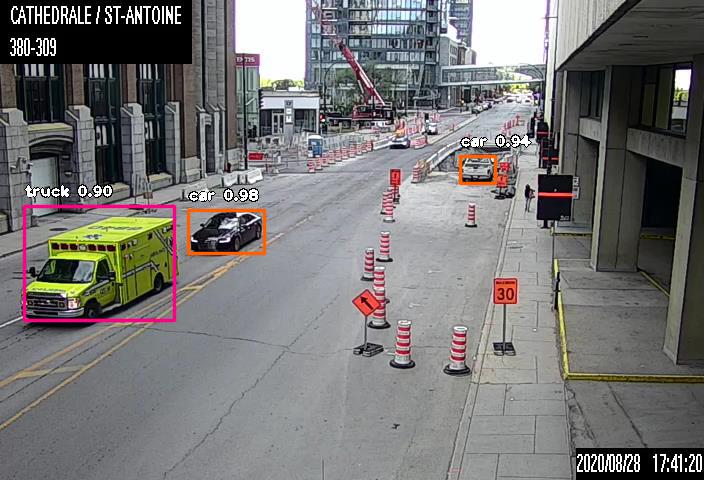 CATHEDRALE / ST-ANTOINE
380-309
car 0.94
truck 0.90
car 0.98
30
2020/08/28 17:41:20